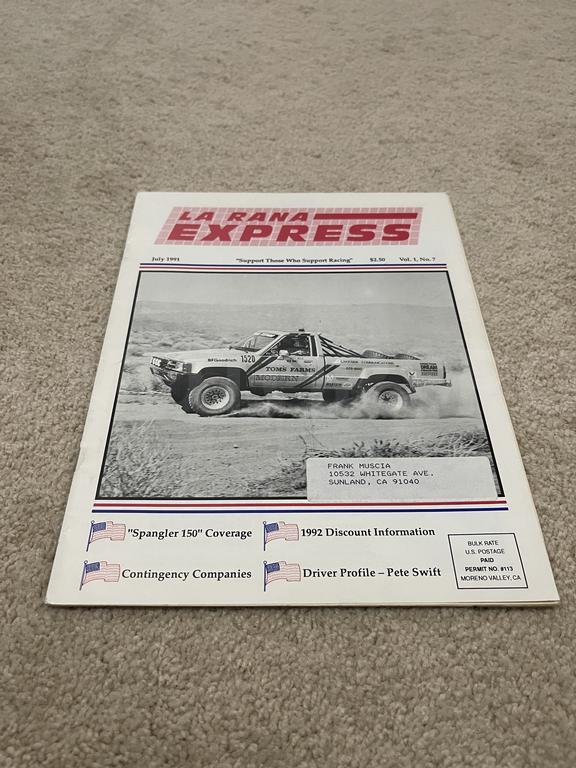 LA RANA
EXPRESS
July 1991 "Support Those Who Support Racing" $2.50 Vol. 1, No. 7
BFGoodrich 1520
TOMS FARMS
MODERN
FRANK MUSCIA
10532 WHITEGATE AVE.
SUNLAND, CA 91040
"Spangler 150" Coverage
1992 Discount Information
Contingency Companies
Driver Profile – Pete Swift
BULK RATE
U.S. POSTAGE
PAID
PERMIT NO. #113
MORENO VALLEY, CA